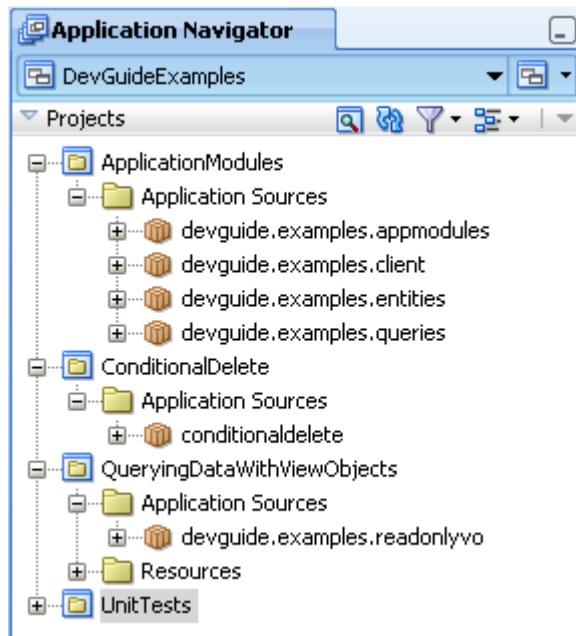 Application Navigator
DevGuideExamples
Projects
ApplicationModules
Application Sources
devguide.examples.appmodules
devguide.examples.client
devguide.examples.entities
devguide.examples.queries
ConditionalDelete
Application Sources
conditionaldelete
QueryingDataWithViewObjects
Application Sources
devguide.examples.readonlyvo
Resources
UnitTests